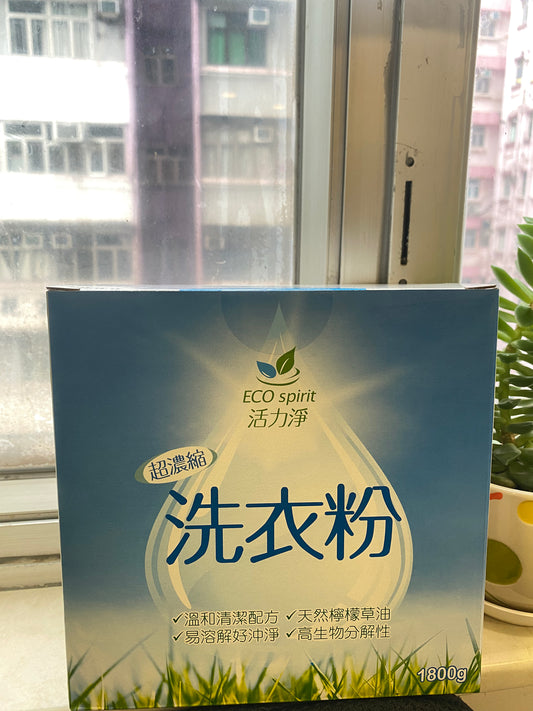 ECO spirit
活力淨
超濃縮
洗衣粉
✓溫和清潔配方 ✓天然檸檬草油
✓易溶解好沖淨 ✓高生物分解性
1800g